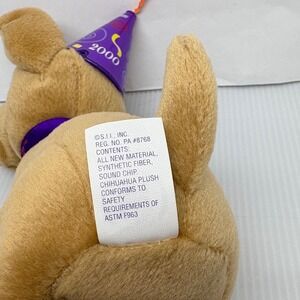 2000
©S.I.I., INC.
REG. NO. PA #8768
CONTENTS:
ALL NEW MATERIAL,
SYNTHETIC FIBER,
SOUND CHIP.
CHIHUAHUA PLUSH
CONFORMS TO
SAFETY
REQUIREMENTS OF
ASTM F963